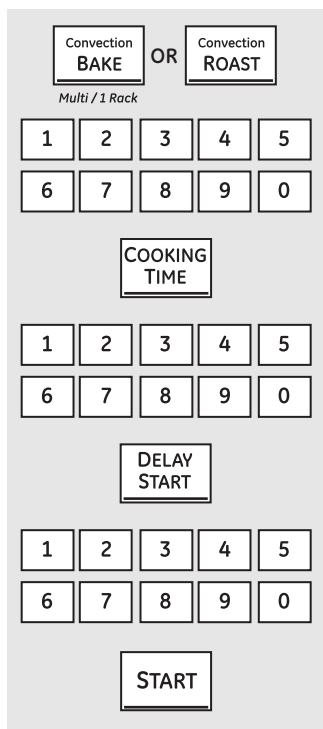 Convection Convection
BAKE OR ROAST
Multi / 1 Rack
1 2 3 4 5
6 7 8 9 0
COOKING
TIME
1 2 3 4 5
6 7 8 9 0
DELAY
START
1 2 3 4 5
6 7 8 9 0
START